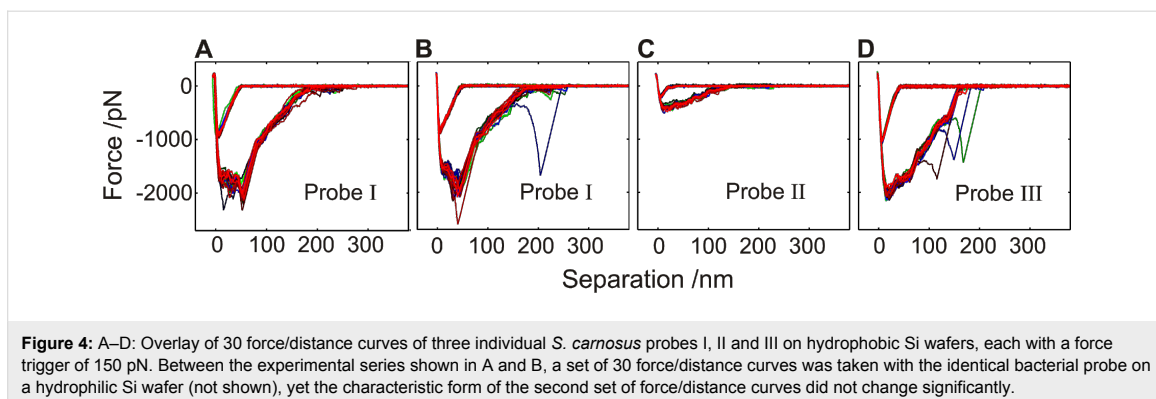 A
B
C
D
Force /pN
0
-1000
-2000
Probe I
Probe I
Probe II
Probe III
0 100 200 300
0 100 200 300
0 100 200 300
0 100 200 300
Separation /nm
Figure 4: A–D: Overlay of 30 force/distance curves of three individual S. carnosus probes I, II and III on hydrophobic Si wafers, each with a force
trigger of 150 pN. Between the experimental series shown in A and B, a set of 30 force/distance curves was taken with the identical bacterial probe on
a hydrophilic Si wafer (not shown), yet the characteristic form of the second set of force/distance curves did not change significantly.